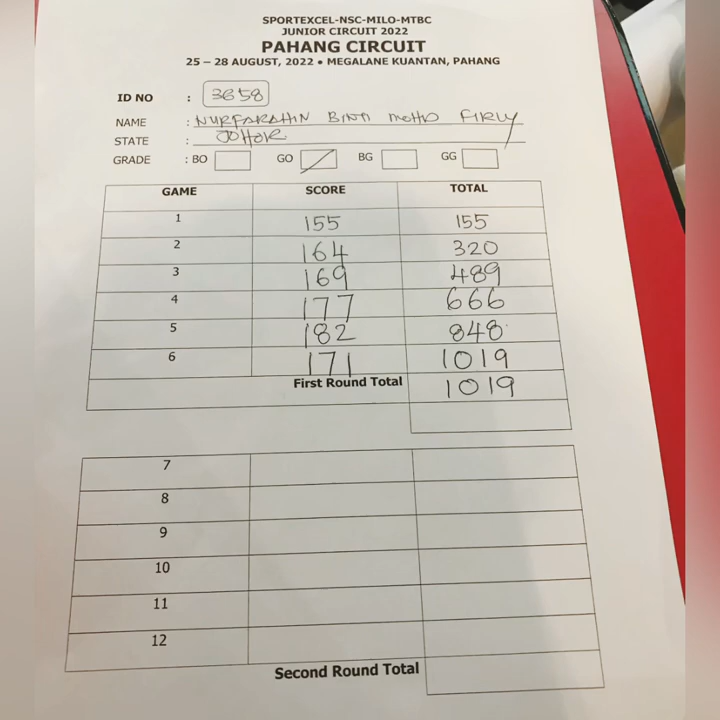 SPORTEXCEL-NSC-MILO-MTBC
JUNIOR CIRCUIT 2022
PAHANG CIRCUIT
25 – 28 AUGUST, 2022 • MEGALANE KUANTAN, PAHANG
ID NO : 3658
NAME : NURFARAHIN BINTI MOHD FIRLY
STATE : JOHOR
GRADE : BO GO BG GG
GAME SCORE TOTAL
1 155 155
2 164 320
3 169 489
4 177 666
5 182 848
6 171 1019
First Round Total 1019
7
8
9
10
11
12
Second Round Total